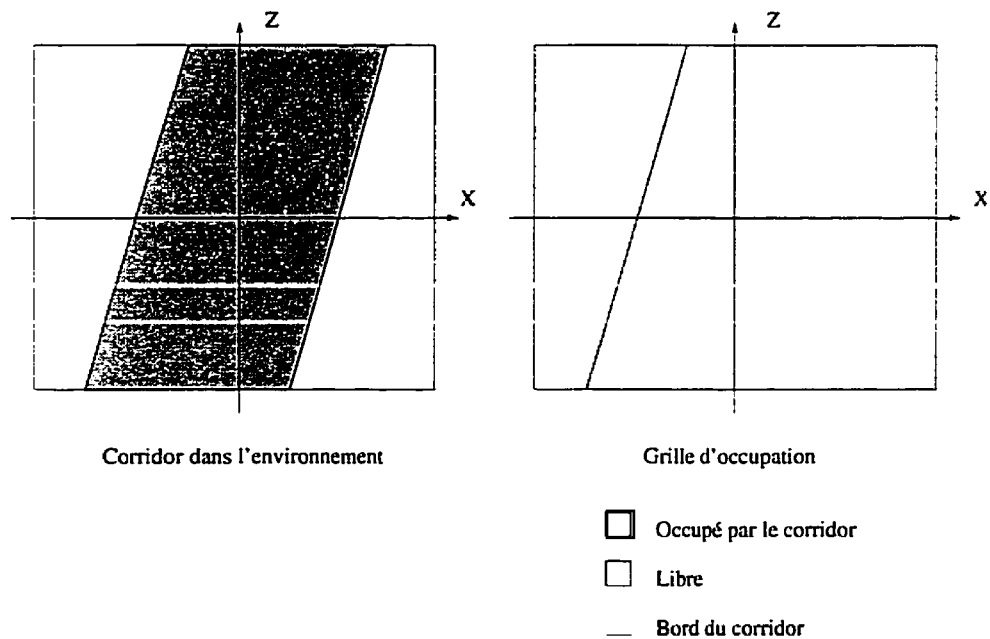 Z
X
Z
X
Corridor dans l'environnement
Grille d'occupation
Occupé par le corridor
Libre
Bord du corridor